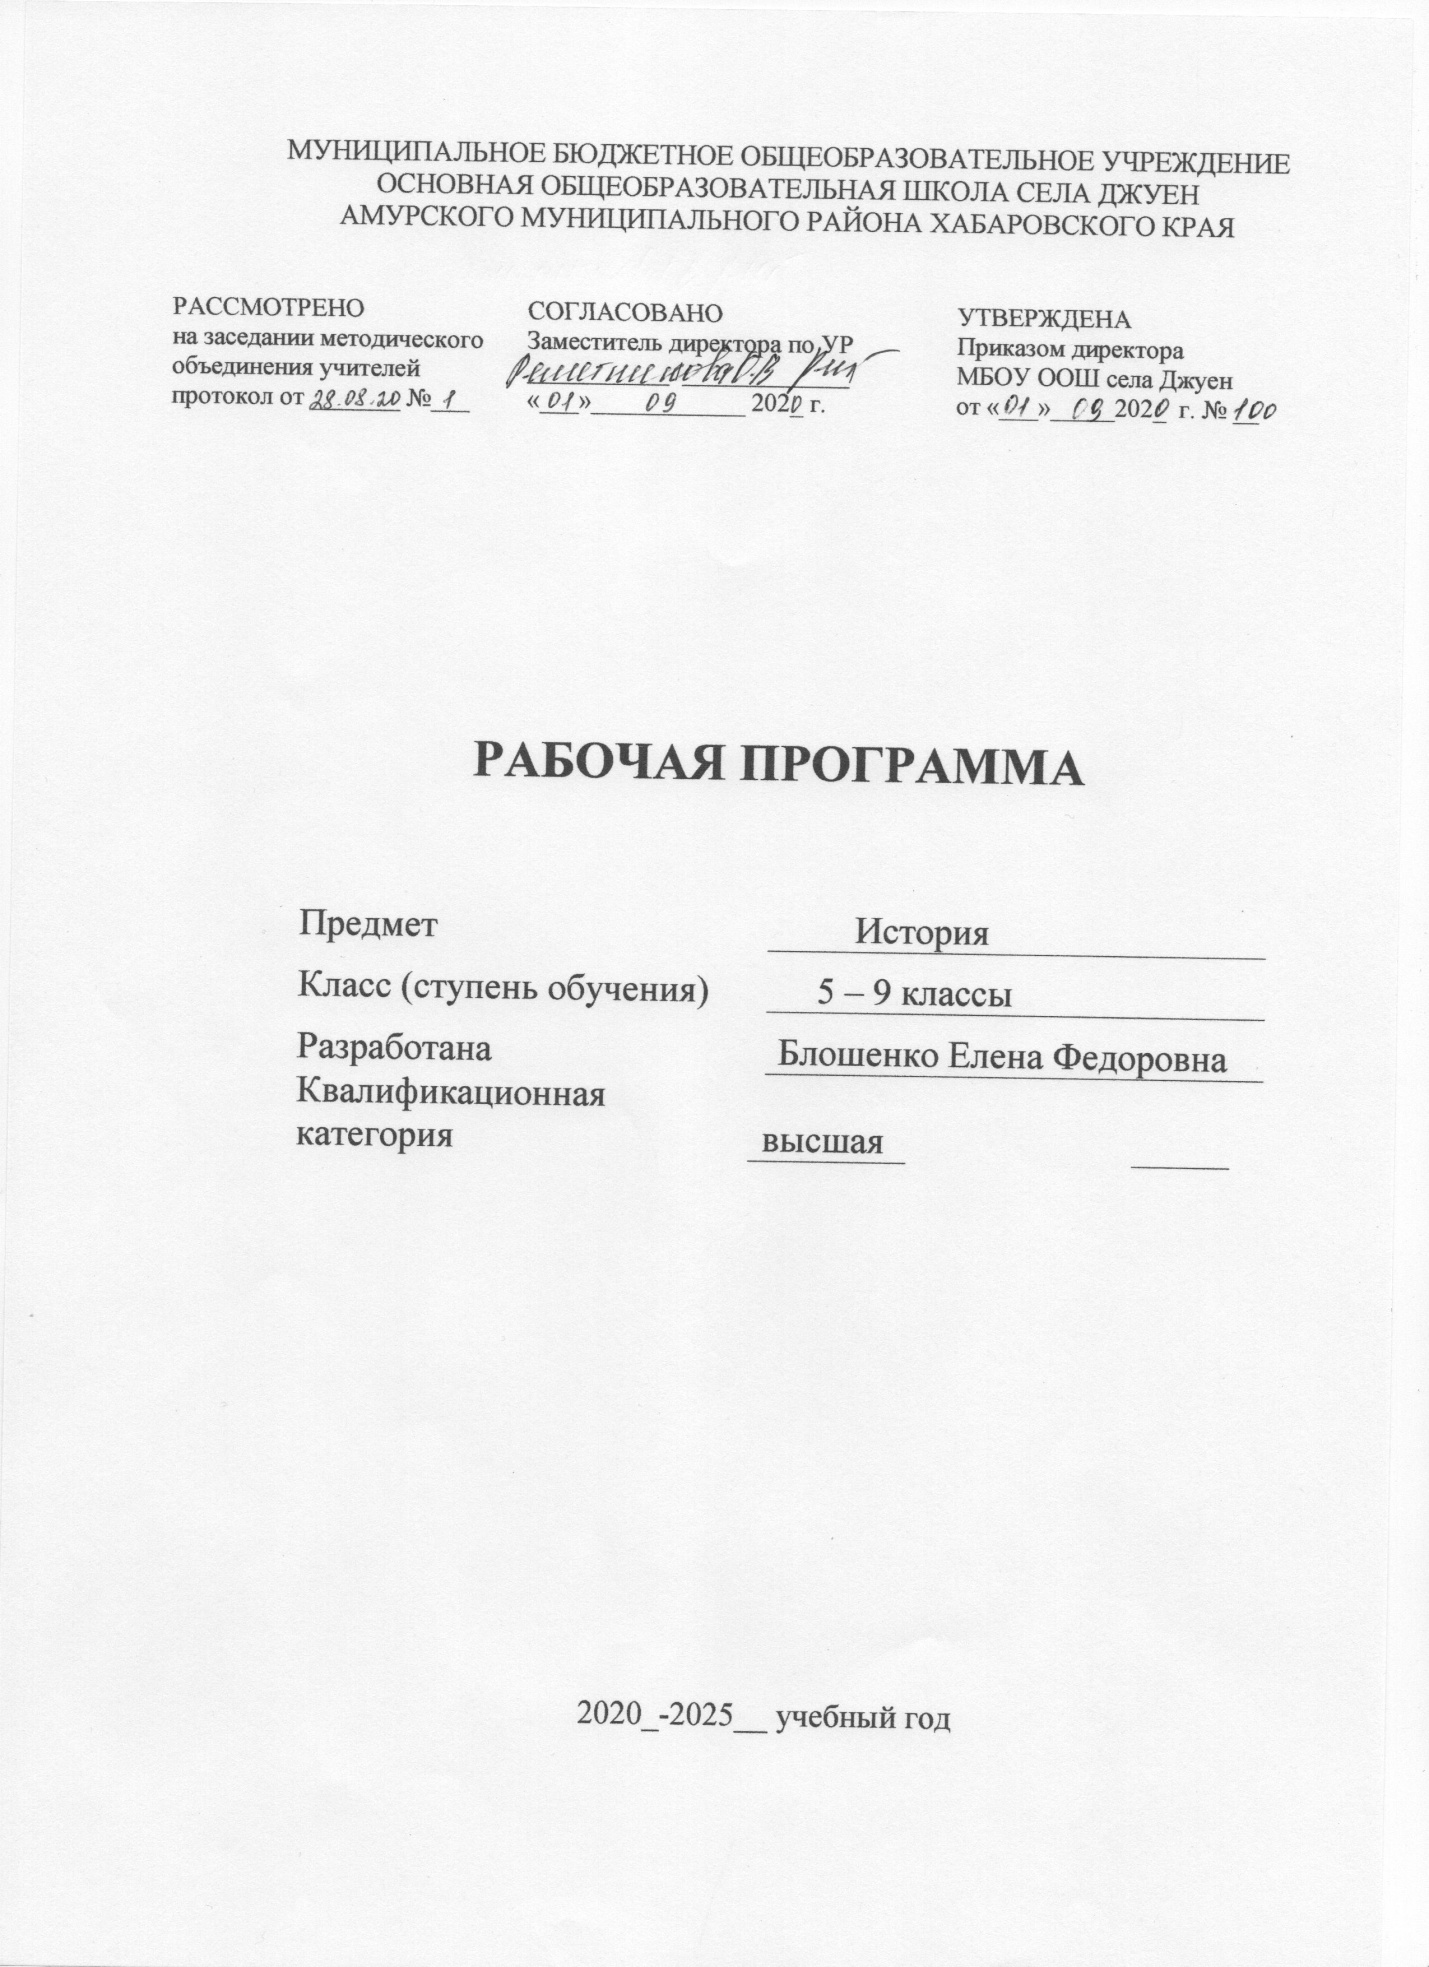 МУНИЦИПАЛЬНОЕ БЮДЖЕТНОЕ ОБЩЕОБРАЗОВАТЕЛЬНОЕ УЧРЕЖДЕНИЕ
ОСНОВНАЯ ОБЩЕОБРАЗОВАТЕЛЬНАЯ ШКОЛА СЕЛА ДЖУЕН
АМУРСКОГО МУНИЦИПАЛЬНОГО РАЙОНА ХАБАРОВСКОГО КРАЯ
РАССМОТРЕНО
на заседании методического
объединения учителей
протокол от 28.08.20 № 1
СОГЛАСОВАНО
Заместитель директора по УР
Решетникова О.В
«01» 09 2020 г.
УТВЕРЖДЕНА
Приказом директора
МБОУ ООШ села Джуен
от «01» 09 2020 г. № 100
РАБОЧАЯ ПРОГРАММА
Предмет История
Класс (ступень обучения) 5 – 9 классы
Разработана Блошенко Елена Федоровна
Квалификационная
категория высшая
2020_-2025__ учебный год